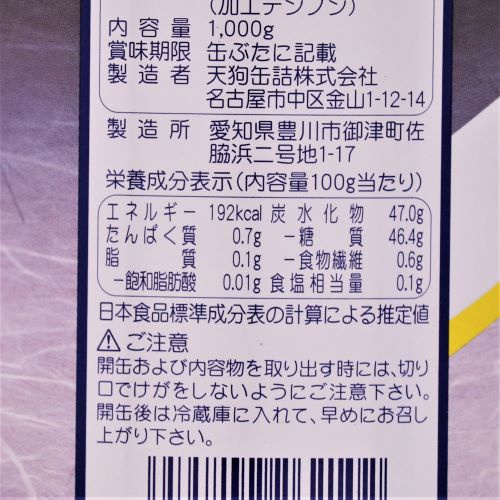 (加工デンプン)
内容量 1,000g
賞味期限 缶ぶたに記載
製造者 天狗缶詰株式会社
名古屋市中区金山1-12-14
製造所 愛知県豊川市御津町佐
脇浜二号地1-17
栄養成分表示(内容量100g当たり)
エネルギー 192kcal 炭水化物 47.0g
たんぱく質 0.7g －糖質 46.4g
脂質 0.1g －食物繊維 0.6g
－飽和脂肪酸 0.01g 食塩相当量 0.1g
日本食品標準成分表の計算による推定値
⚠ご注意
開缶および内容物を取り出す時には、切り
口でけがをしないようにご注意下さい。
開缶後は冷蔵庫に入れて、早めにお召し
上がり下さい。